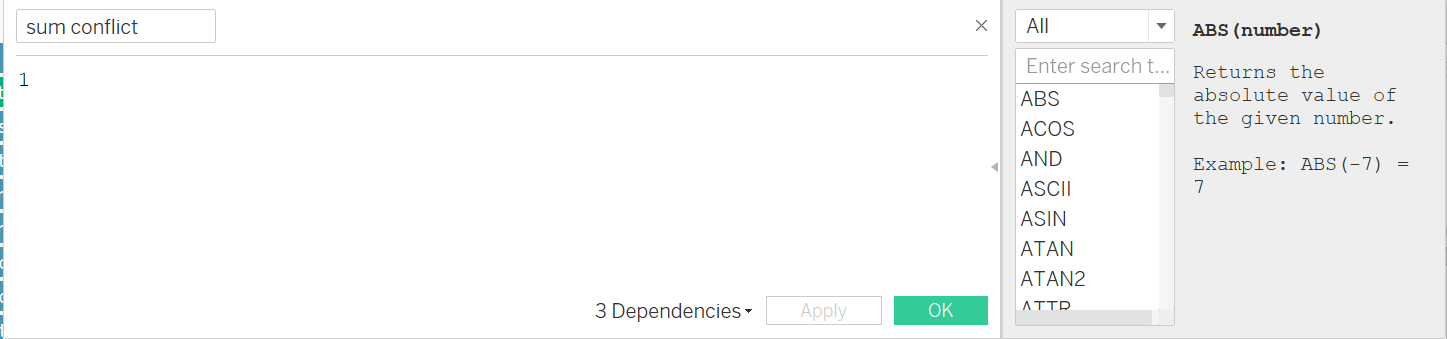 sum conflict
1
3 Dependencies
Apply
OK
All
Enter search t...
ABS
ACOS
AND
ASCII
ASIN
ATAN
ATAN2
ATTR
ABS(number)
Returns the
absolute value of
the given number.
Example: ABS(-7) =
7